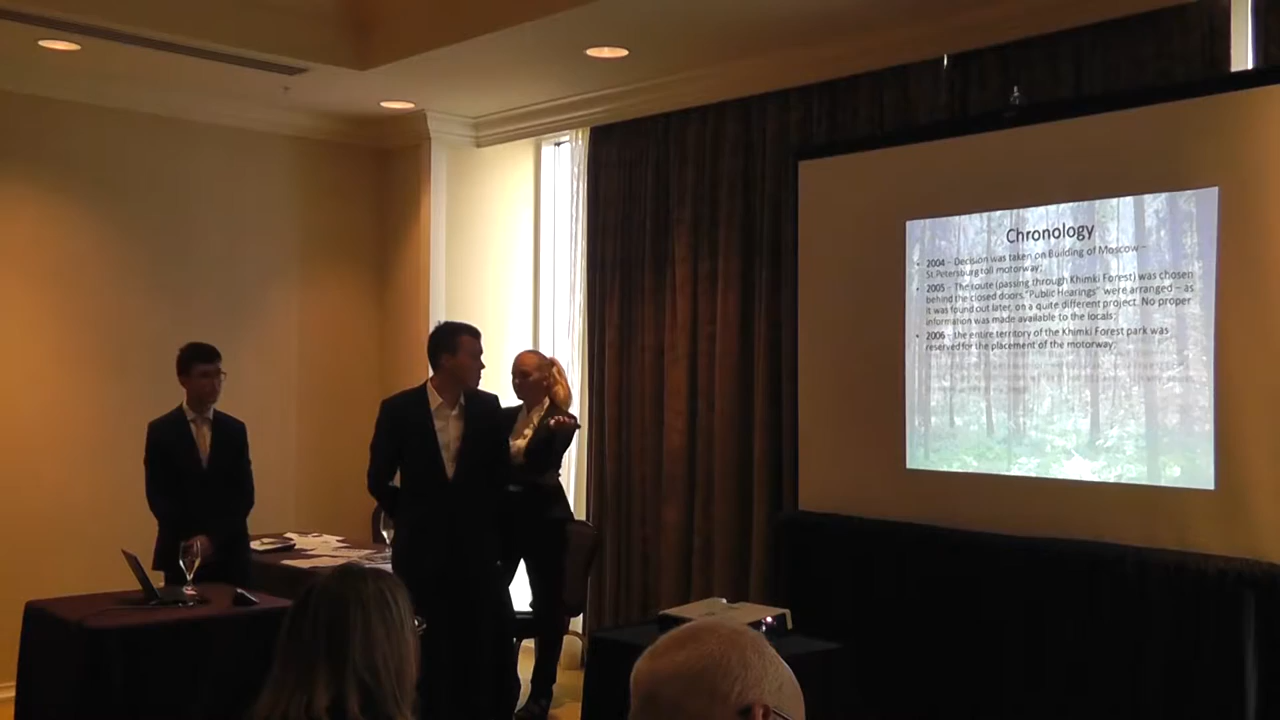 Chronology
• 2004 – Decision was taken on Building of Moscow –
St.Petersburg toll motorway;
• 2005 – The route (passing through Khimki Forest) was chosen
behind the closed doors."Public Hearings" were arranged – as
it was found out later, on a quite different project. No proper
information was made available to the locals;
• 2006 – the entire territory of the Khimki Forest park was
reserved for the placement of the motorway;